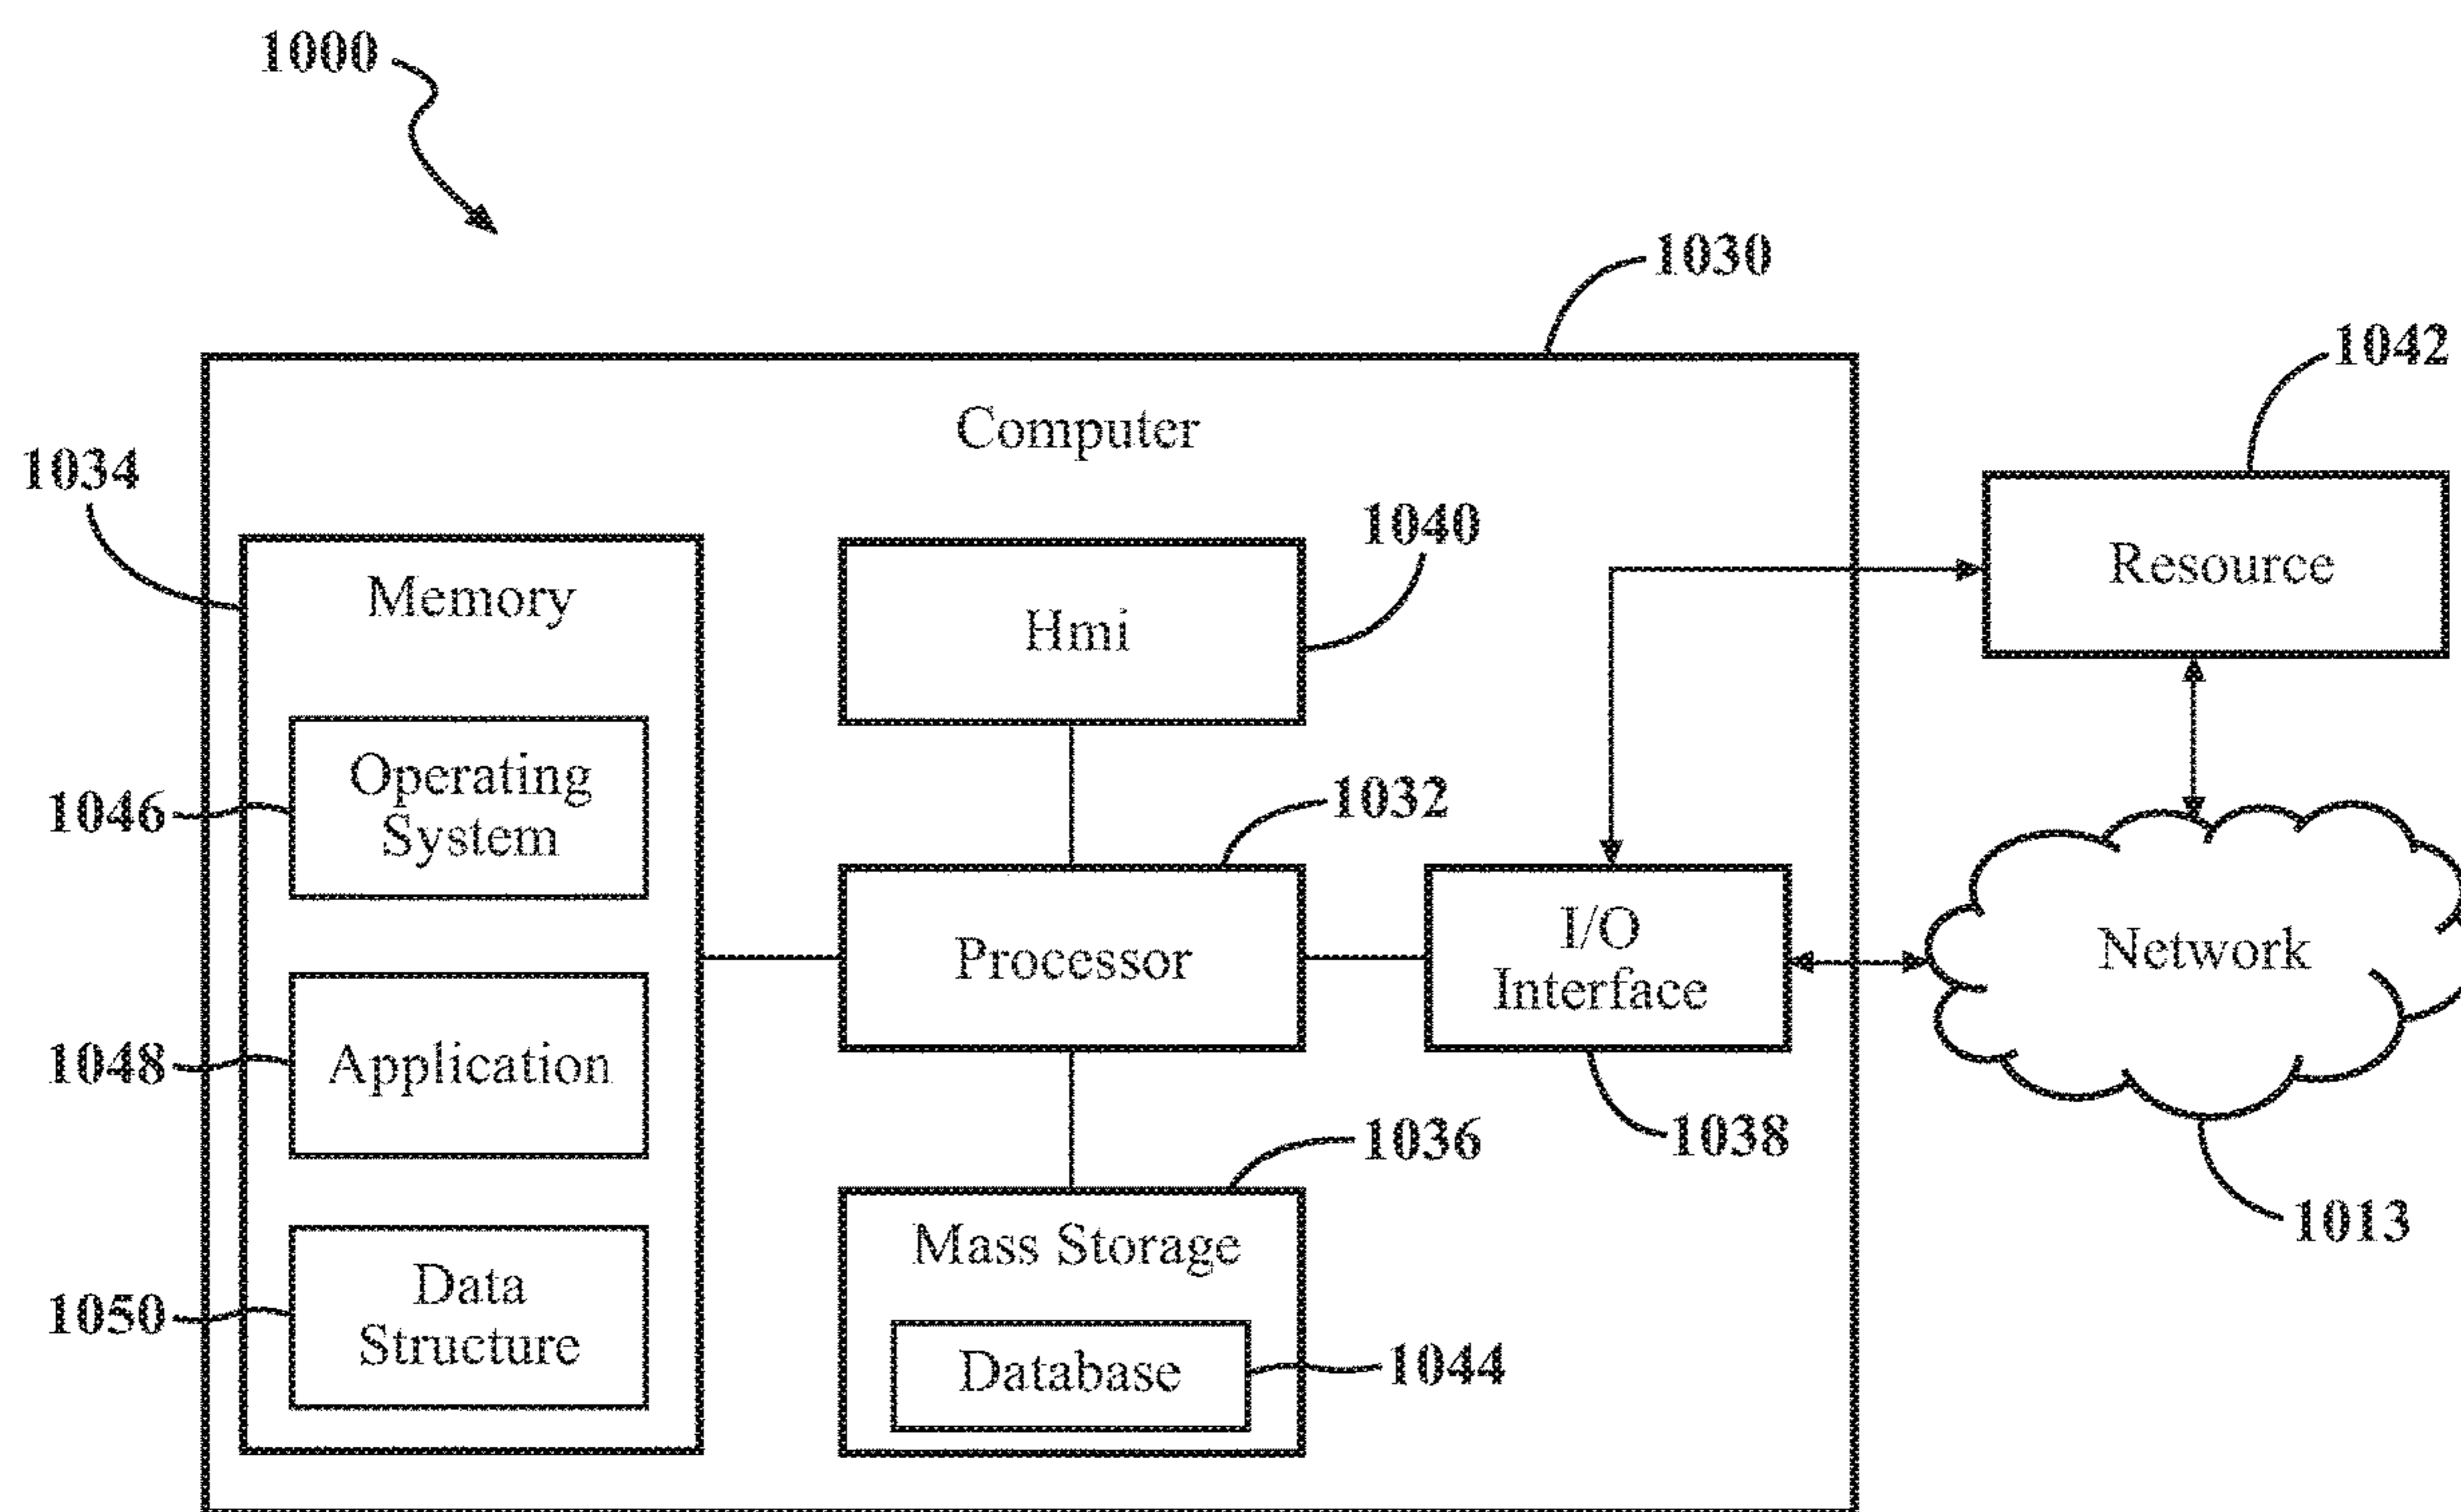 1000
1030
1042
Computer
1034
1040
Memory
Hmi
Resource
1046
Operating
System
1032
Processor
I/O
Interface
Network
1048
Application
1036
1038
1013
Mass Storage
1050
Data
Structure
Database
1044